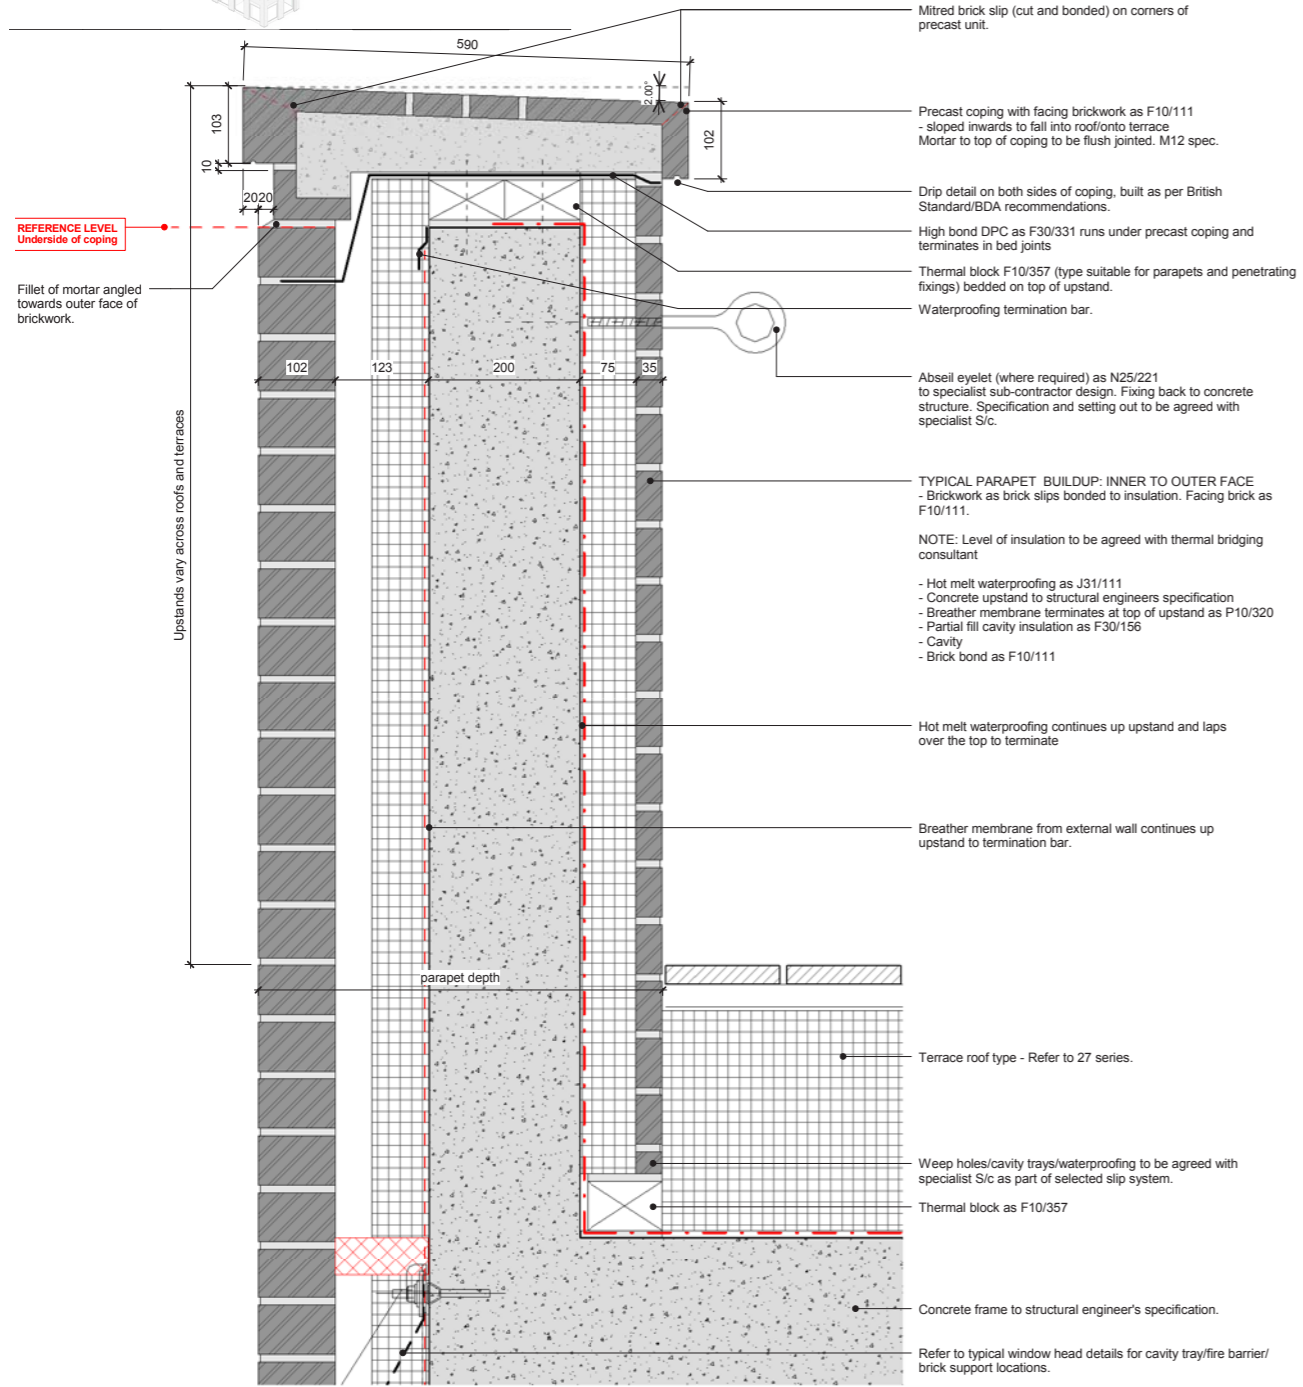 Mitred brick slip (cut and bonded) on corners of
precast unit.
590
2.00°
103
102
10
2020
Precast coping with facing brickwork as F10/111
- sloped inwards to fall into roof/onto terrace
Mortar to top of coping to be flush jointed. M12 spec.
Drip detail on both sides of coping, built as per British
Standard/BDA recommendations.
REFERENCE LEVEL
Underside of coping
High bond DPC as F30/331 runs under precast coping and
terminates in bed joints
Thermal block F10/357 (type suitable for parapets and penetrating
fixings) bedded on top of upstand.
Fillet of mortar angled
towards outer face of
brickwork.
Waterproofing termination bar.
102
123
200
75
35
Abseil eyelet (where required) as N25/221
to specialist sub-contractor design. Fixing back to concrete
structure. Specification and setting out to be agreed with
specialist S/c.
Upstands vary across roofs and terraces
TYPICAL PARAPET BUILDUP: INNER TO OUTER FACE
- Brickwork as brick slips bonded to insulation. Facing brick as
F10/111.
NOTE: Level of insulation to be agreed with thermal bridging
consultant
- Hot melt waterproofing as J31/111
- Concrete upstand to structural engineers specification
- Breather membrane terminates at top of upstand as P10/320
- Partial fill cavity insulation as F30/156
- Cavity
- Brick bond as F10/111
Hot melt waterproofing continues up upstand and laps
over the top to terminate
Breather membrane from external wall continues up
upstand to termination bar.
parapet depth
Terrace roof type - Refer to 27 series.
Weep holes/cavity trays/waterproofing to be agreed with
specialist S/c as part of selected slip system.
Thermal block as F10/357
Concrete frame to structural engineer's specification.
Refer to typical window head details for cavity tray/fire barrier/
brick support locations.